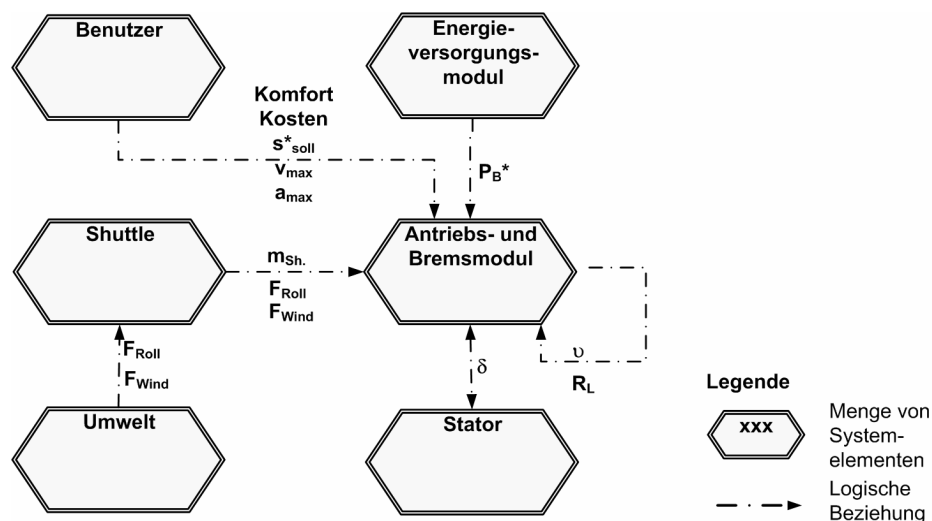 Benutzer
Energie-
versorgungs-
modul
Komfort
Kosten
s*soll
vmax
amax
PB*
Shuttle
mSh.
FRoll
FWind
Antriebs- und
Bremsmodul
υ
RL
FRoll
FWind
δ
Umwelt
Stator
Legende
xxx
Menge von
System-
elementen
Logische
Beziehung